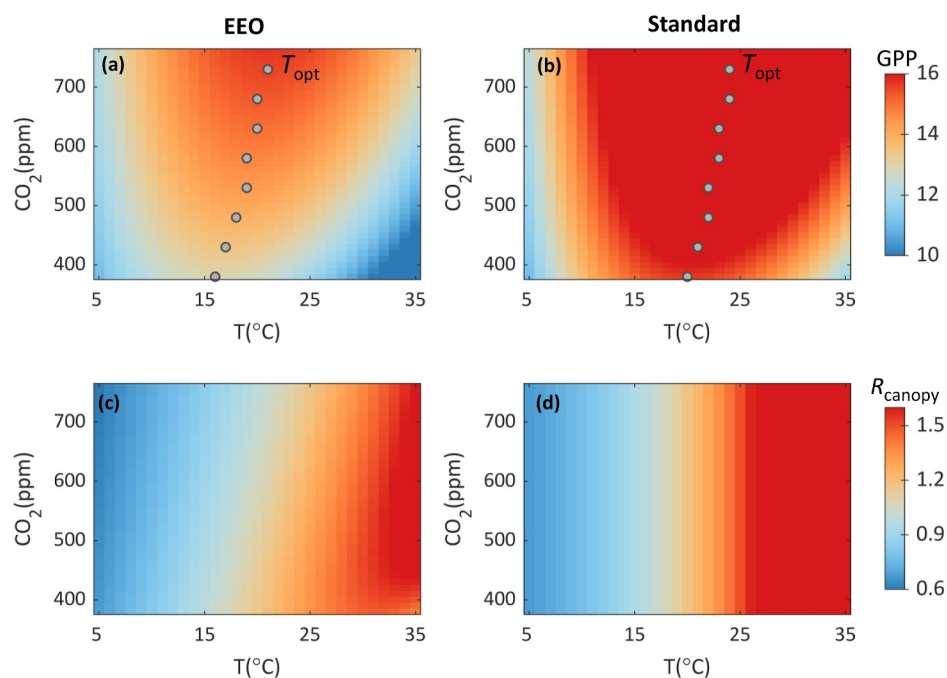 EEO
Standard
(a)
T_opt
700
600
500
400
CO₂(ppm)
5
15
25
35
T(°C)
(b)
T_opt
700
600
500
400
CO₂(ppm)
5
15
25
35
T(°C)
GPP
16
14
12
10
(c)
700
600
500
400
CO₂(ppm)
5
15
25
35
T(°C)
(d)
700
600
500
400
CO₂(ppm)
5
15
25
35
T(°C)
R_canopy
1.5
1.2
0.9
0.6